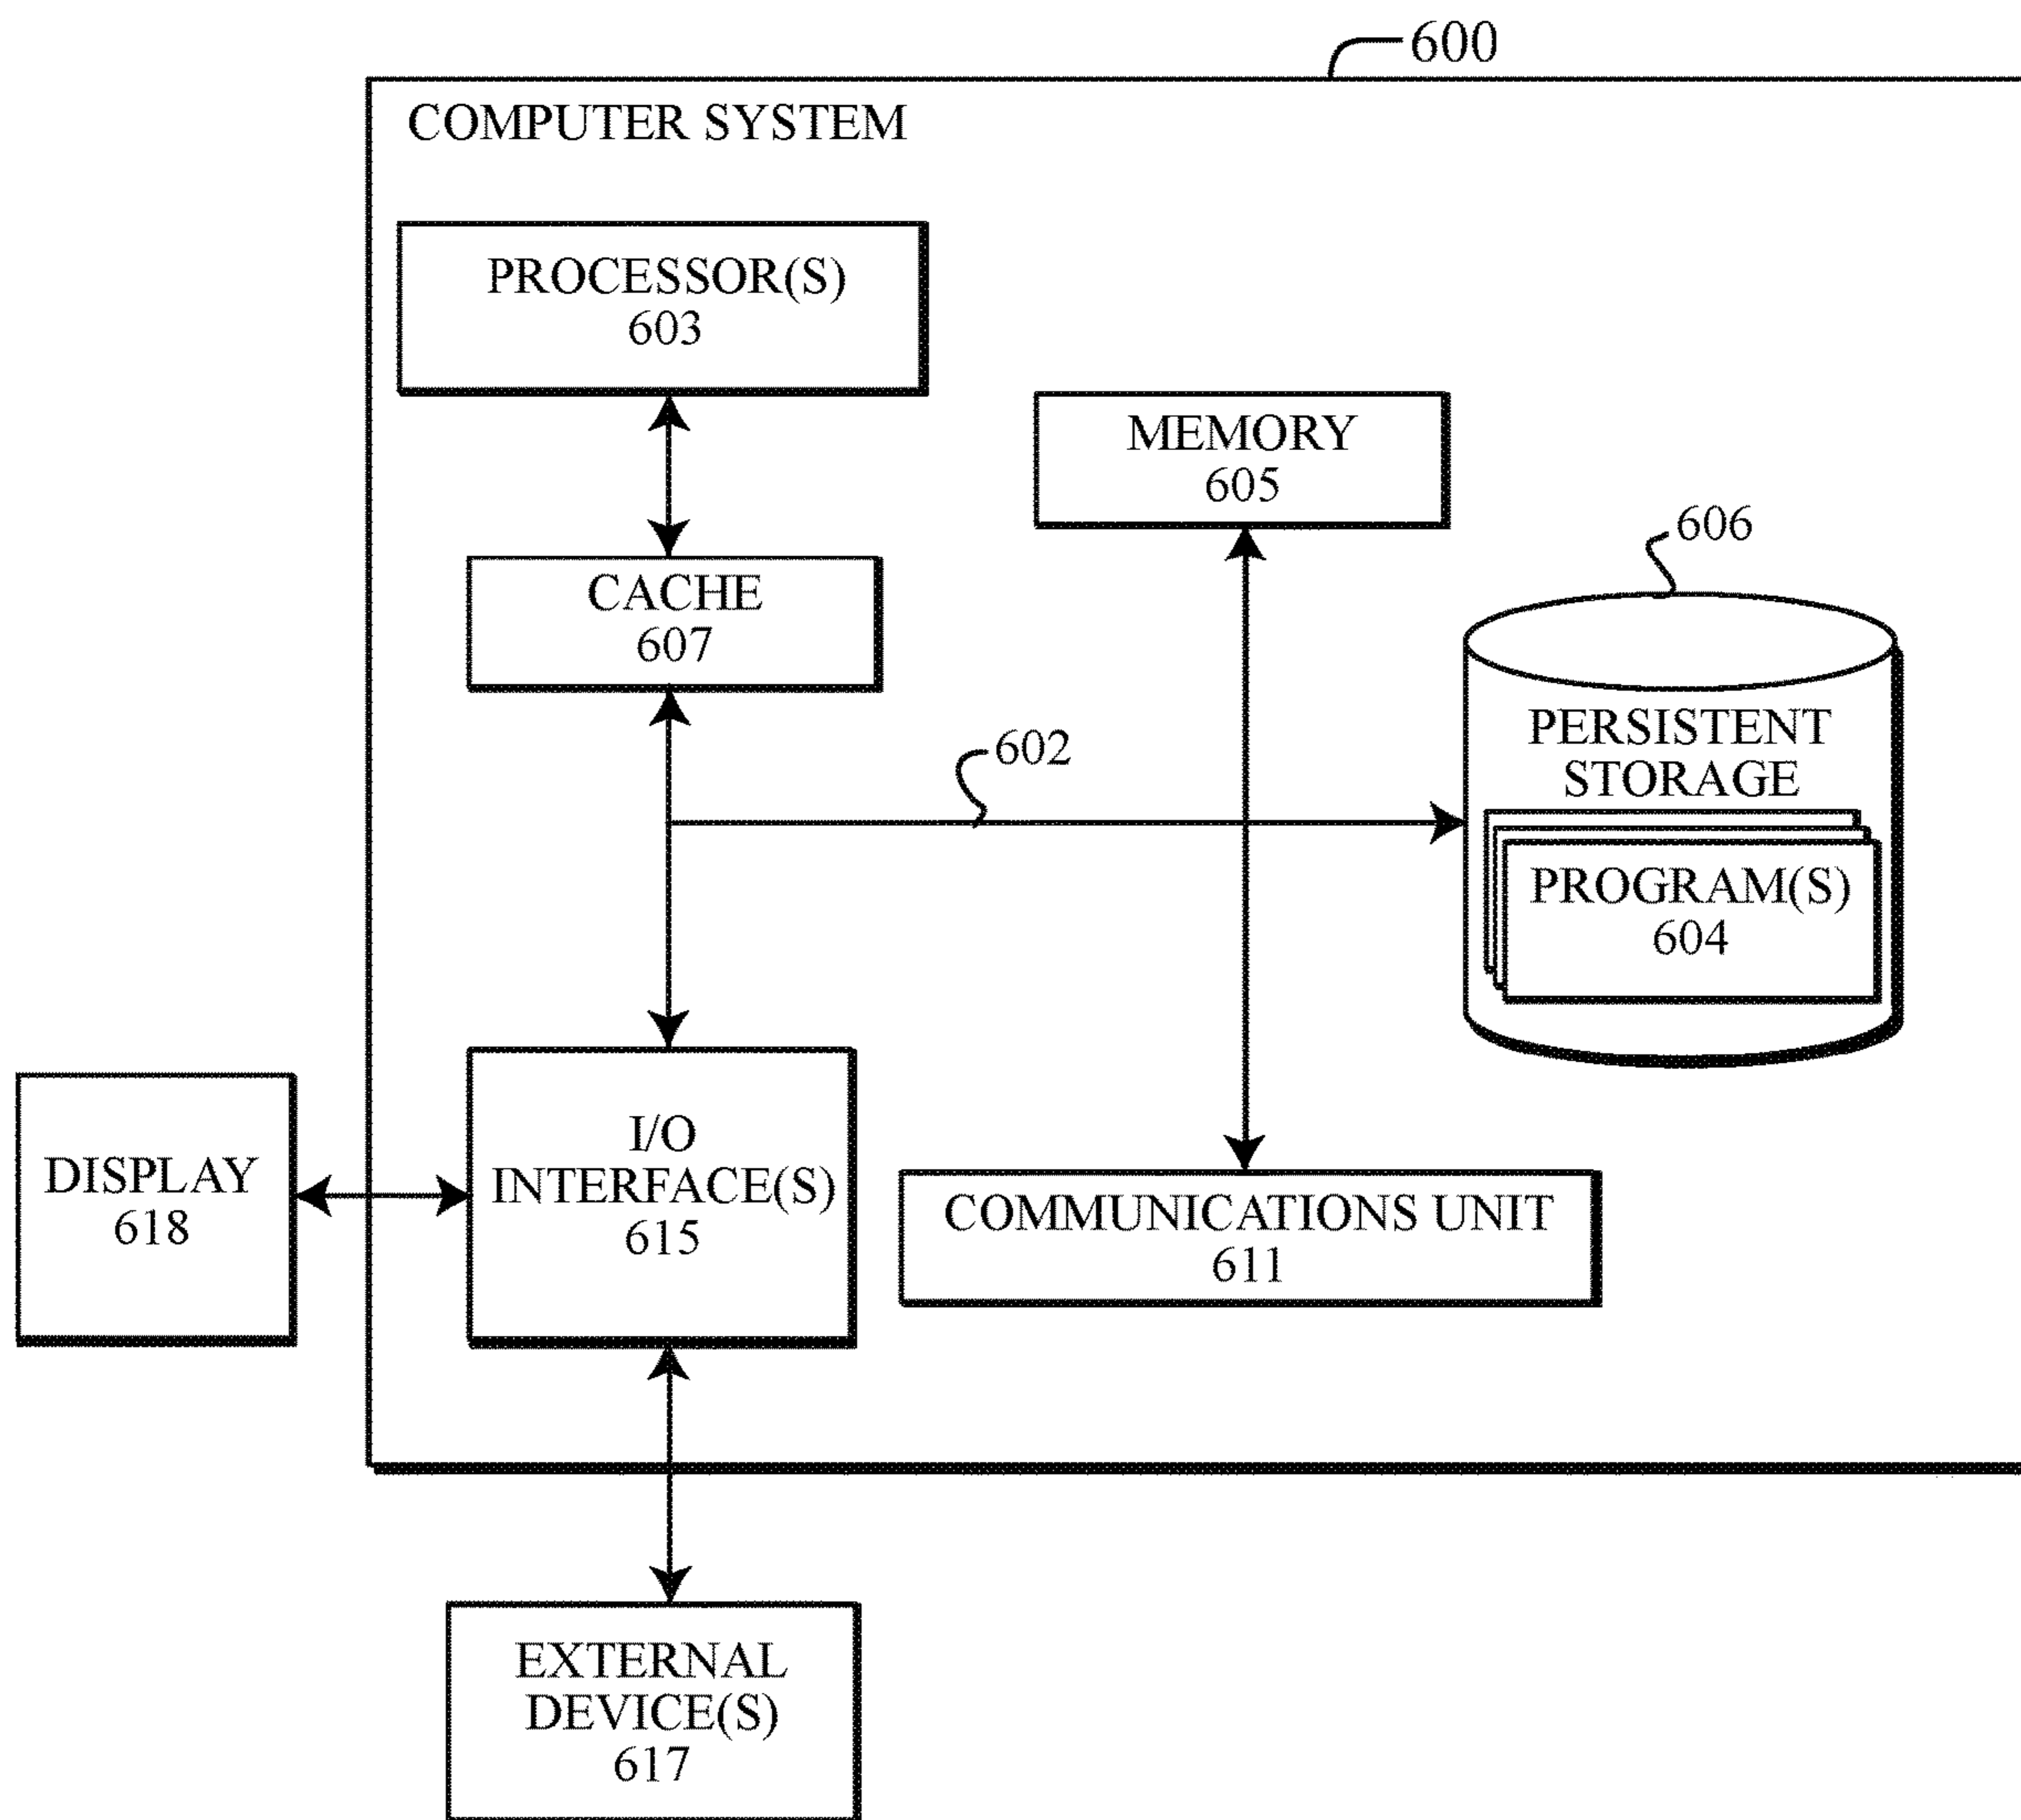 600
COMPUTER SYSTEM
PROCESSOR(S)
603
MEMORY
605
606
CACHE
607
602
PERSISTENT
STORAGE
PROGRAM(S)
604
DISPLAY
618
I/O
INTERFACE(S)
615
COMMUNICATIONS UNIT
611
EXTERNAL
DEVICE(S)
617